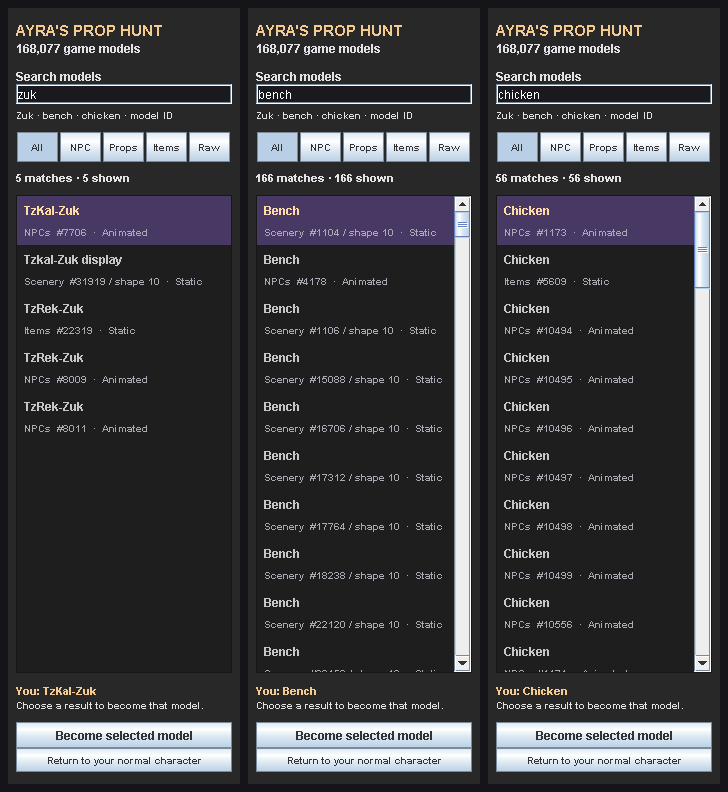 AYRA'S PROP HUNT
168,077 game models
Search models
zuk
Zuk · bench · chicken · model ID
All NPC Props Items Raw
5 matches · 5 shown
TzKal-Zuk
NPCs #7706 · Animated
Tzkal-Zuk display
Scenery #31919 / shape 10 · Static
TzRek-Zuk
Items #22319 · Static
TzRek-Zuk
NPCs #8009 · Animated
TzRek-Zuk
NPCs #8011 · Animated
You: TzKal-Zuk
Choose a result to become that model.
Become selected model
Return to your normal character
AYRA'S PROP HUNT
168,077 game models
Search models
bench
Zuk · bench · chicken · model ID
All NPC Props Items Raw
166 matches · 166 shown
Bench
Scenery #1104 / shape 10 · Static
Bench
NPCs #4178 · Animated
Bench
Scenery #1106 / shape 10 · Static
Bench
Scenery #15088 / shape 10 · Static
Bench
Scenery #16706 / shape 10 · Static
Bench
Scenery #17312 / shape 10 · Static
Bench
Scenery #17764 / shape 10 · Static
Bench
Scenery #18238 / shape 10 · Static
Bench
Scenery #22120 / shape 10 · Static
Bench
You: Bench
Choose a result to become that model.
Become selected model
Return to your normal character
AYRA'S PROP HUNT
168,077 game models
Search models
chicken
Zuk · bench · chicken · model ID
All NPC Props Items Raw
56 matches · 56 shown
Chicken
NPCs #1173 · Animated
Chicken
Items #5609 · Static
Chicken
NPCs #10494 · Animated
Chicken
NPCs #10495 · Animated
Chicken
NPCs #10496 · Animated
Chicken
NPCs #10497 · Animated
Chicken
NPCs #10498 · Animated
Chicken
NPCs #10499 · Animated
Chicken
NPCs #10556 · Animated
Chicken
You: Chicken
Choose a result to become that model.
Become selected model
Return to your normal character